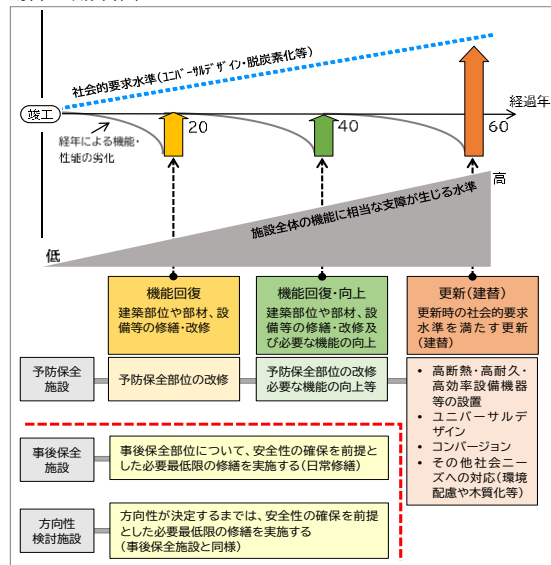 社会的要求水準(ﾕﾆﾊﾞｰｻﾙﾃﾞｻﾞｲﾝ・脱炭素化等)
竣工
経過年
20
40
60
経年による機能・
性能の劣化
高
施設全体の機能に相当な支障が生じる水準
低
機能回復
建築部位や部材、設
備等の修繕・改修
機能回復・向上
建築部位や部材、設
備等の修繕・改修及
び必要な機能の向上
更新(建替)
更新時の社会的要求
水準を満たす更新
(建替)
予防保全
施設
予防保全部位の改修
予防保全部位の改修
必要な機能の向上等
• 高断熱・高耐久・
高効率設備機器
等の設置
• ユニバーサルデ
ザイン
• コンバージョン
• その他社会ニー
ズへの対応(環境
配慮や木質化等)
事後保全
施設
事後保全部位について、安全性の確保を前提と
した必要最低限の修繕を実施する(日常修繕)
方向性
検討施設
方向性が決定するまでは、安全性の確保を前提
とした必要最低限の修繕を実施する
(事後保全施設と同様)